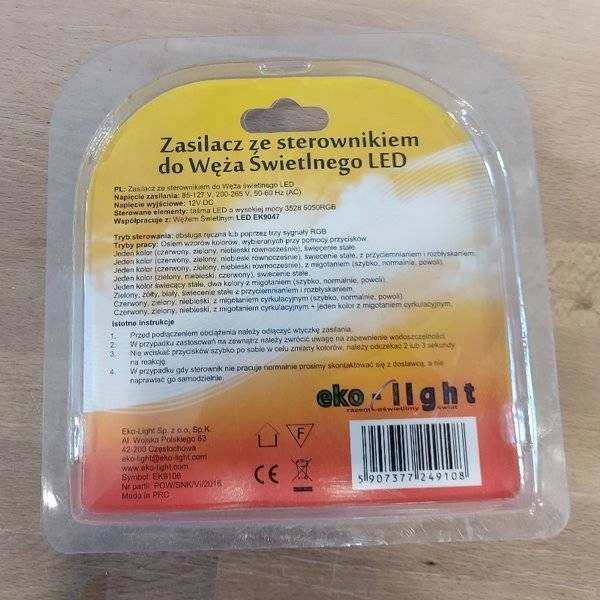 Zasilacz ze sterownikiem
do Węża Świetlnego LED
PL: Zasilacz ze sterownikiem do Węża świetlnego LED
Napięcie zasilania: 85-127 V, 200-265 V, 50-60 Hz (AC)
Napięcie wyjściowe: 12V DC
Sterowane elementy: taśma LED o wysokiej mocy 3528 5050RGB
Współpracuje z: Wężem Świetlnym LED EK9047
Tryb sterowania: obsługa ręczna lub poprzez trzy sygnały RGB
Tryby pracy: Osiem wzorów kolorów, wybieranych przy pomocy przycisków.
Jeden kolor (czerwony, zielony, niebieski równocześnie), świecenie stałe.
Jeden kolor (czerwony, zielony, niebieski równocześnie), świecenie stałe, z przyciemnianiem i rozbłyskaniem.
Jeden kolor (czerwony, zielony, niebieski równocześnie), z migotaniem (szybko, normalnie, powoli).
Jeden kolor (zielony, niebieski, czerwony), świecenie stałe.
Jeden kolor świecący stale, dwa kolory z migotaniem (szybko, normalnie, powoli).
Zielony, żółty, biały, świecenie stałe z przyciemnianiem i rozbłyskaniem.
Czerwony, zielony, niebieski, z migotaniem cyrkulacyjnym (szybko, normalnie, powoli).
Czerwony, zielony, niebieski, z migotaniem cyrkulacyjnym + jeden kolor z migotaniem cyrkulacyjnym.
Istotne instrukcje
1. Przed podłączeniem obciążenia należy odłączyć wtyczkę zasilania.
2. W przypadku zastosowań na zewnątrz należy zwrócić uwagę na zapewnienie wodoszczelności.
3. Nie wciskać przycisków szybko po sobie w celu zmiany kolorów, należy odczekać 2 lub 3 sekundy
na reakcję.
4. W przypadku gdy sterownik nie pracuje normalnie prosimy skontaktować się z dostawcą, a nie
naprawiać go samodzielnie.
eko-light
razem oświetlimy świat
Eko-Light Sp. z o.o. Sp.K.
Al. Wojska Polskiego 63
42-200 Częstochowa
eko-light@eko-light.com
www.eko-light.com
Symbol: EK9108
Nr partii: POW/SNK/VI/2016
Made in PRC
F
CE
5 907377 249108